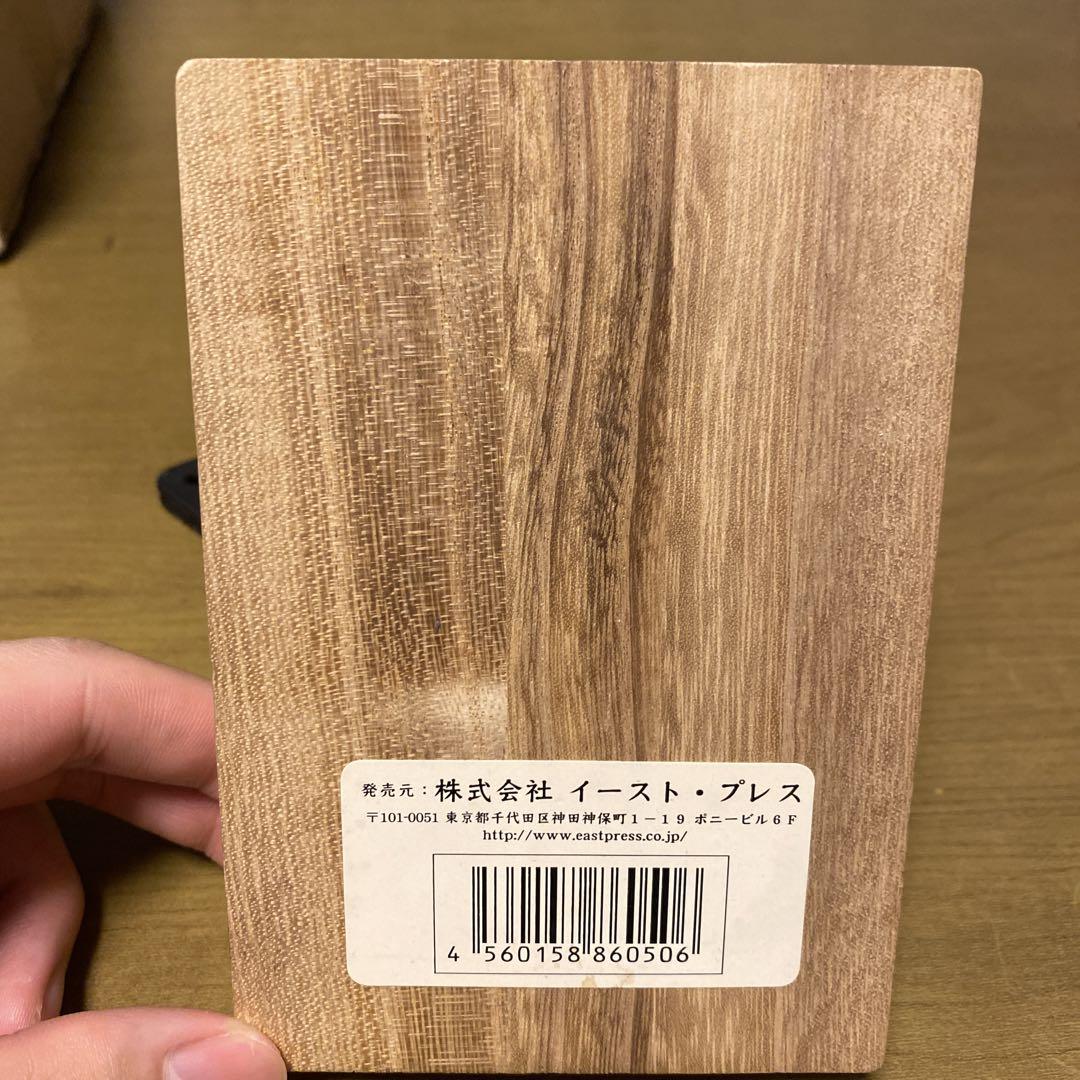 発売元：株式会社 イースト・プレス
〒101-0051 東京都千代田区神田神保町１－１９ ポニービル６Ｆ
http://www.eastpress.co.jp/
4 560158 860506